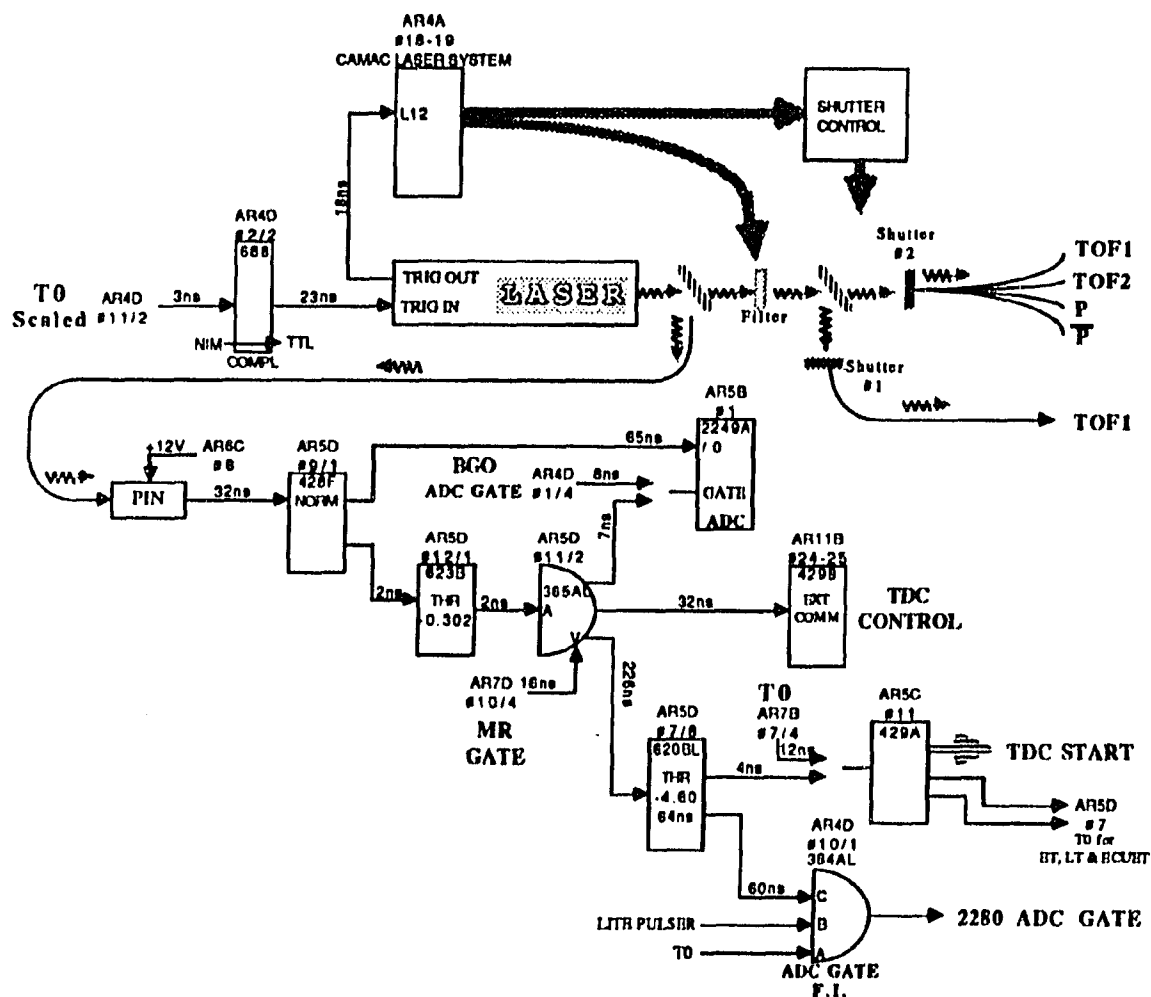 AR4A
#18-19
CAMAC LASER SYSTEM
L12
SHUTTER
CONTROL
18ns
AR4D
#2/2
688
T0
Scaled
AR4D
#11/2
3ns
23ns
NIM
TTL
COMPL
TRIG OUT
TRIG IN
LASER
Filter
Shutter
#2
TOF1
TOF2
P
P
Shutter
#1
TOF1
+12V
AR6C
#8
PIN
32ns
AR5D
#9/1
428F
NORM
65ns
AR5B
#1
2249A
/0
GATE
ADC
BGO
ADC GATE
AR4D
#1/4
8ns
7ns
2ns
AR5D
#12/1
623B
THR
-0.302
2ns
AR5D
#11/2
365AL
A
V
32ns
AR11B
#24-25
429B
EXT
COMM
TDC
CONTROL
AR7D
#10/4
16ns
MR
GATE
226ns
AR5D
#7/8
620BL
THR
-4.60
64ns
4ns
T0
AR7B
#7/4
12ns
AR5C
#11
429A
TDC START
AR5D
#7
T0 for
HT, LT & ECUHT
AR4D
#10/1
364AL
60ns
C
B
A
LITE PULSER
T0
2280 ADC GATE
ADC GATE
F.I.